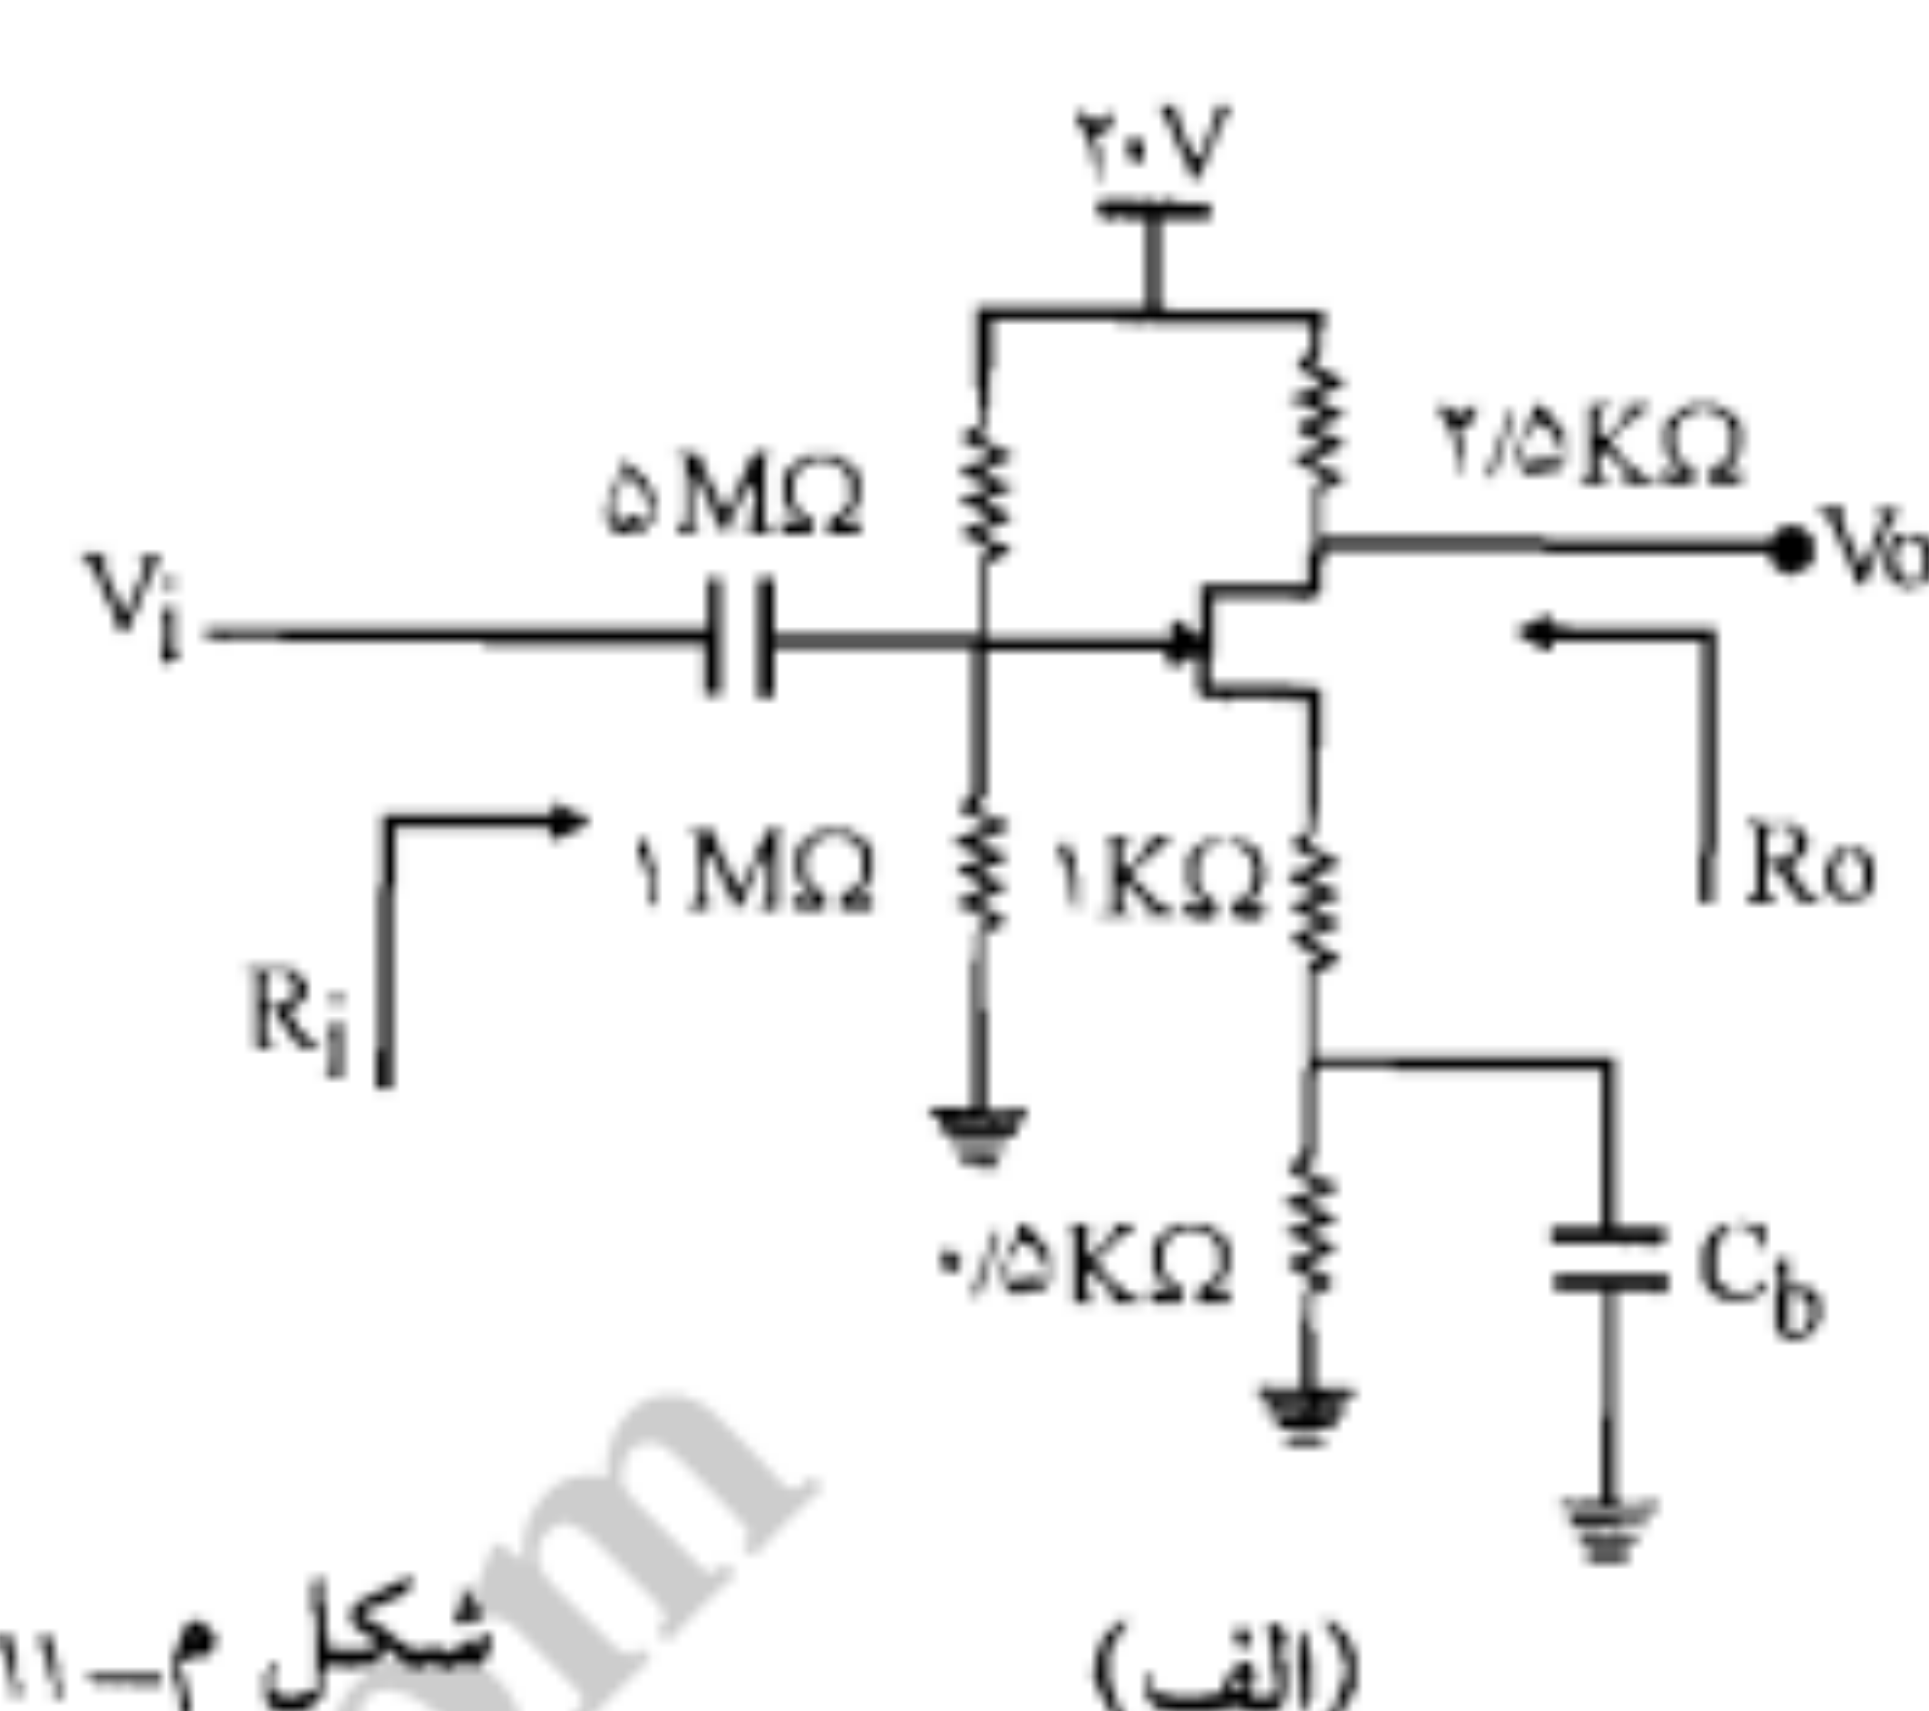 ۲۰V
۲/۵KΩ
۵MΩ
Vi
Vo
۱MΩ
۱KΩ
Ro
Ri
۰/۵KΩ
Cb
m
(الف)
شکل م–۱۱